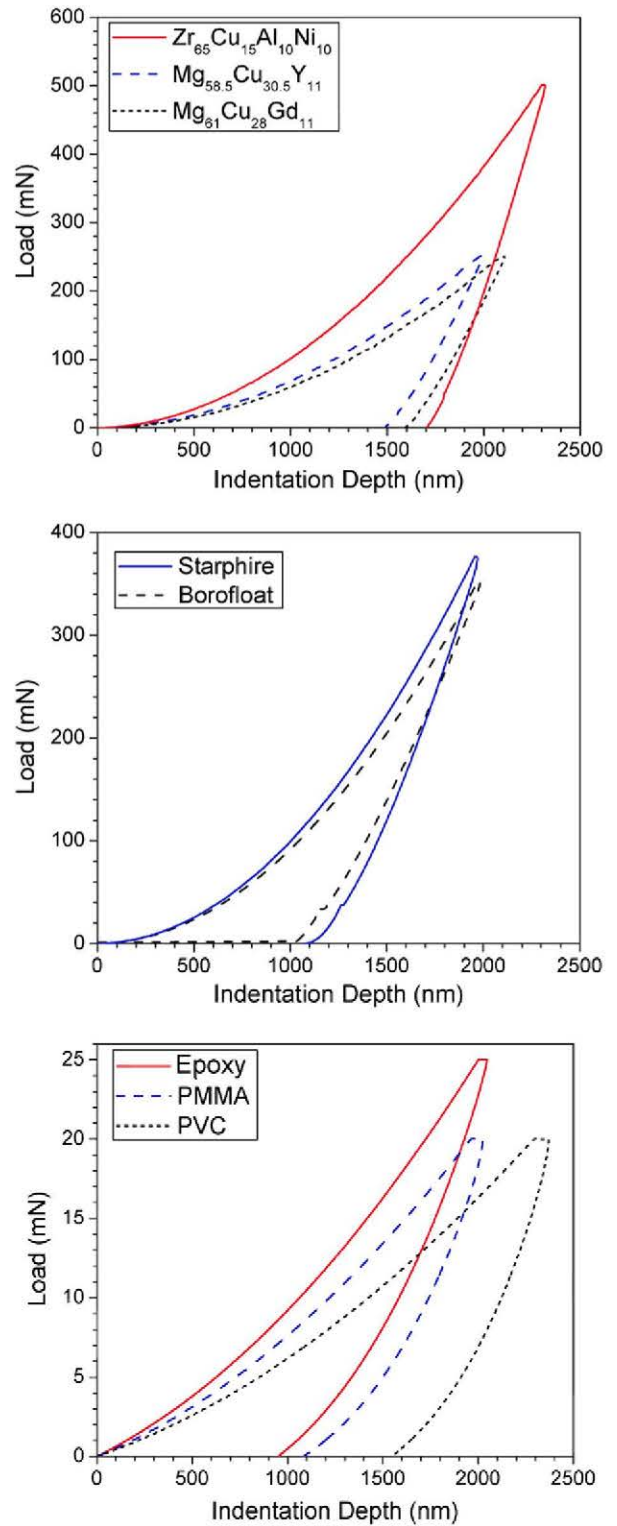 600
Zr65Cu15Al10Ni10
Mg58.5Cu30.5Y11
Mg61Cu28Gd11
500
400
300
200
100
0
Load (mN)
0 500 1000 1500 2000 2500
Indentation Depth (nm)
400
Starphire
Borofloat
300
200
100
0
Load (mN)
0 500 1000 1500 2000 2500
Indentation Depth (nm)
25
Epoxy
PMMA
PVC
20
15
10
5
0
Load (mN)
0 500 1000 1500 2000 2500
Indentation Depth (nm)